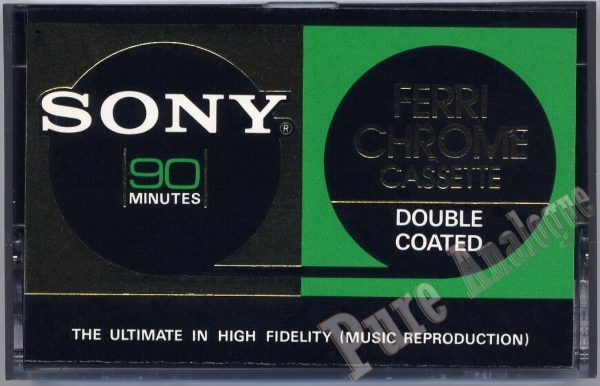 SONY®
90
MINUTES
FERRI
CHROME
CASSETTE
DOUBLE
COATED
THE ULTIMATE IN HIGH FIDELITY (MUSIC REPRODUCTION)
Pure Analogue